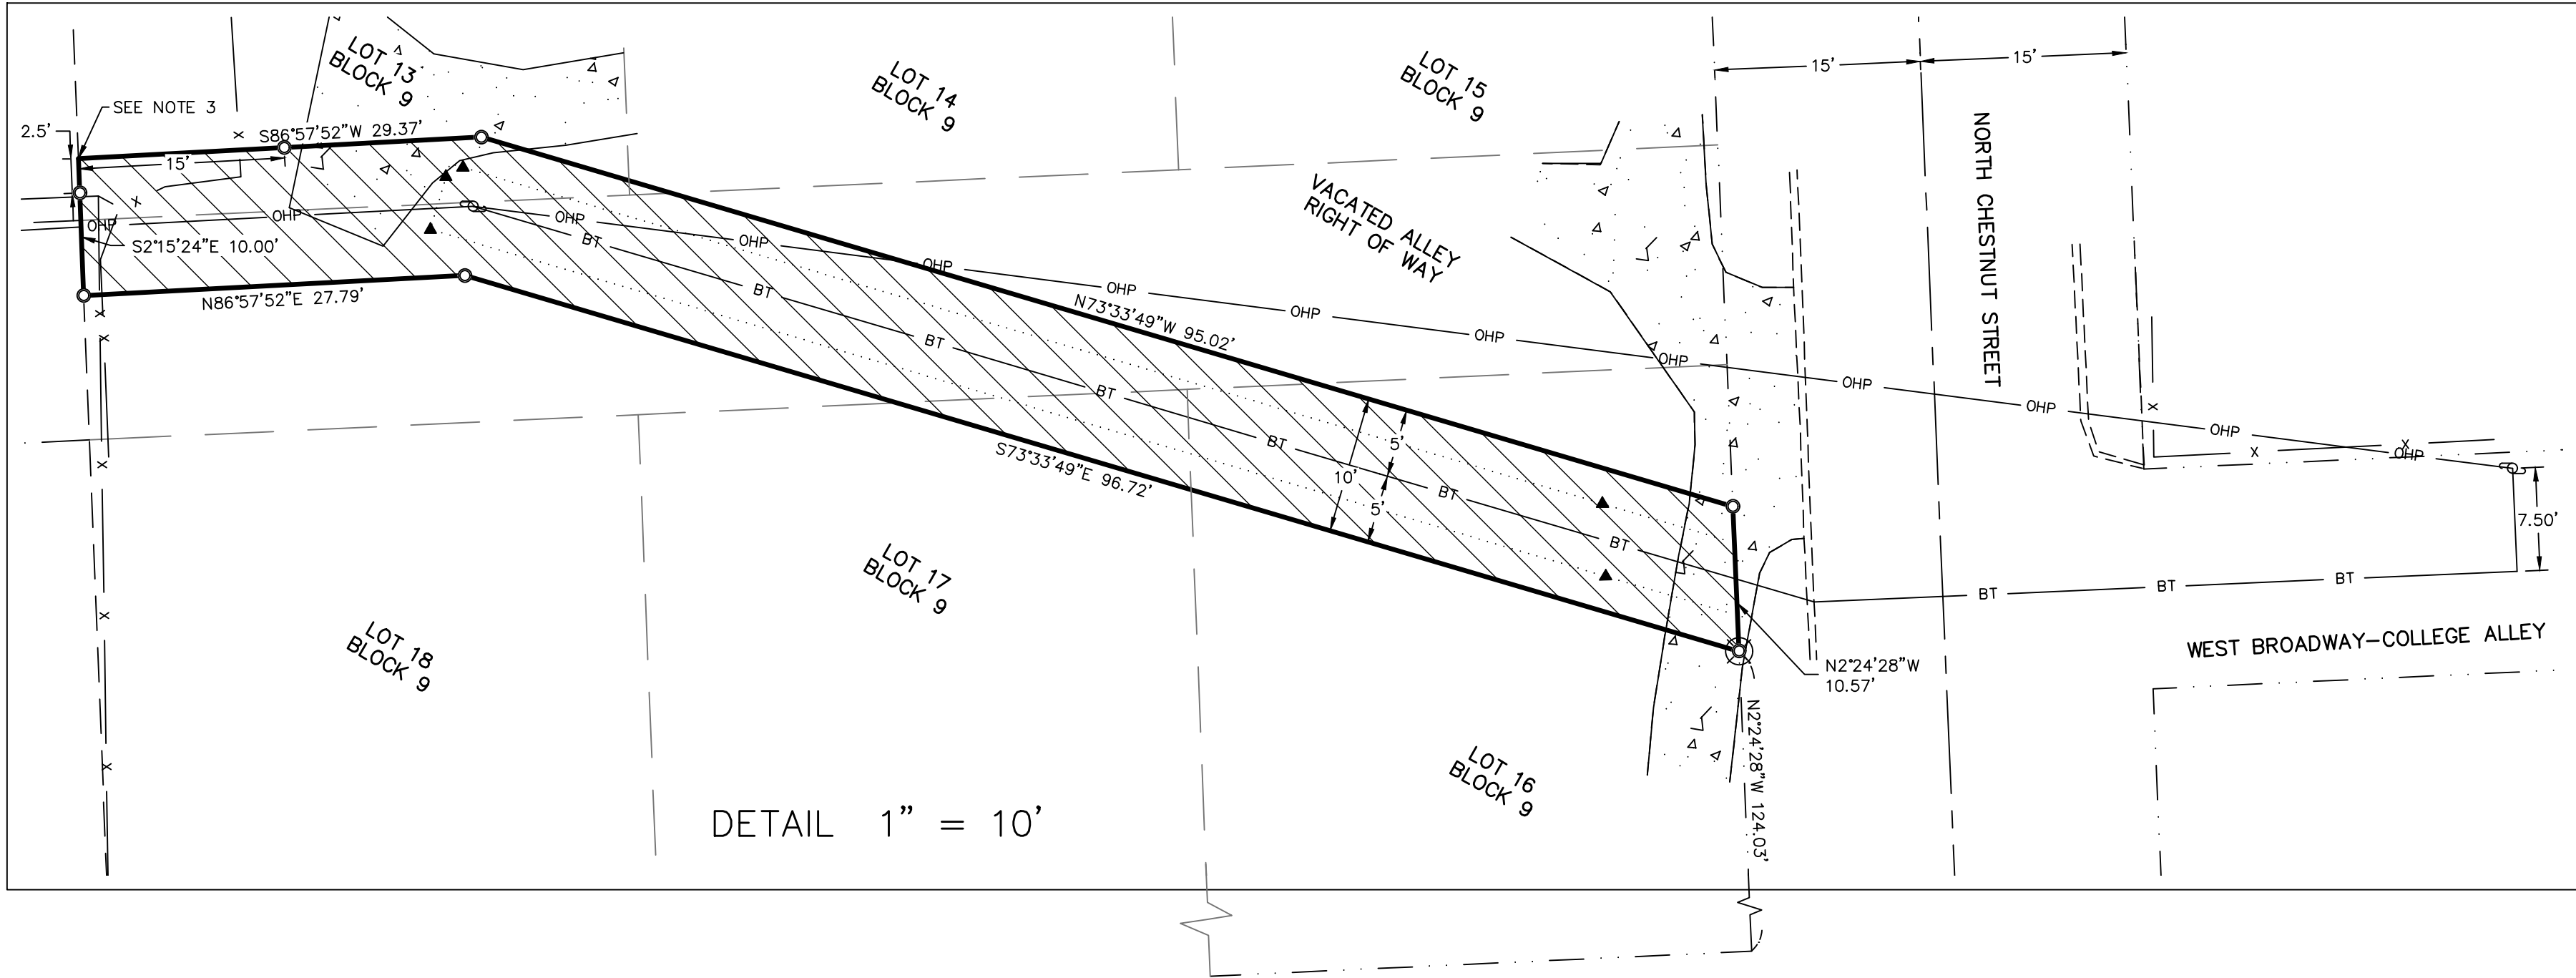 LOT 13
BLOCK 9
LOT 14
BLOCK 9
LOT 15
BLOCK 9
15'
15'
SEE NOTE 3
2.5'
S86°57'52"W 29.37'
15'
OHP
OHP
S2°15'24"E 10.00'
N86°57'52"E 27.79'
OHP
OHP
OHP
OHP
OHP
OHP
OHP
OHP
OHP
OHP
OHP
BT
BT
BT
BT
BT
BT
BT
BT
BT
BT
VACATED ALLEY
RIGHT OF WAY
NORTH CHESTNUT STREET
N73°33'49"W 95.02'
S73°33'49"E 96.72'
10'
5'
5'
7.50'
LOT 17
BLOCK 9
LOT 18
BLOCK 9
LOT 16
BLOCK 9
N2°24'28"W
10.57'
N2°24'28"W 124.03'
WEST BROADWAY-COLLEGE ALLEY
DETAIL 1" = 10'
X
X
X
X
X
X
X
X
X
X
X